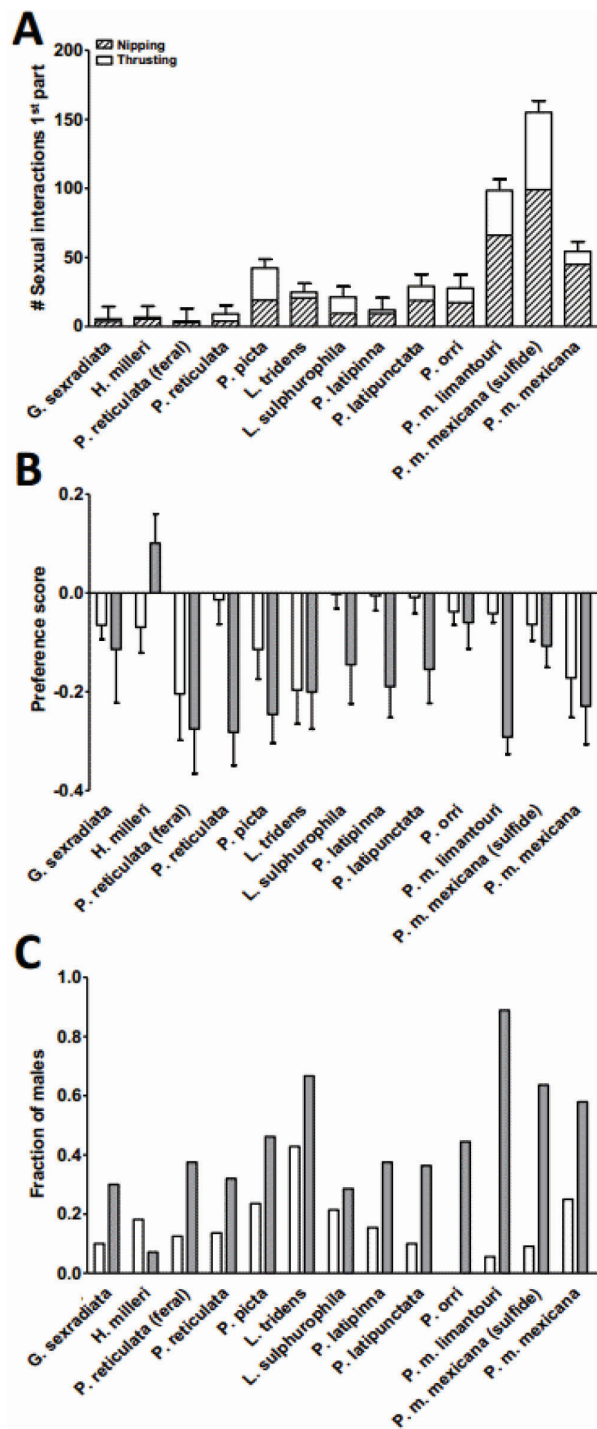 A
Nipping
Thrusting
# Sexual interactions 1st part
200
150
100
50
0
G. sexradiata
H. milleri
P. reticulata (feral)
P. reticulata
P. picta
L. tridens
L. sulphurophila
P. latipinna
P. latipunctata
P. orri
P. m. limantouri
P. m. mexicana (sulfide)
P. m. mexicana
B
Preference score
0.2
0.0
-0.2
-0.4
G. sexradiata
H. milleri
P. reticulata (feral)
P. reticulata
P. picta
L. tridens
L. sulphurophila
P. latipinna
P. latipunctata
P. orri
P. m. limantouri
P. m. mexicana (sulfide)
P. m. mexicana
C
Fraction of males
1.0
0.8
0.6
0.4
0.2
0.0
G. sexradiata
H. milleri
P. reticulata (feral)
P. reticulata
P. picta
L. tridens
L. sulphurophila
P. latipinna
P. latipunctata
P. orri
P. m. limantouri
P. m. mexicana (sulfide)
P. m. mexicana